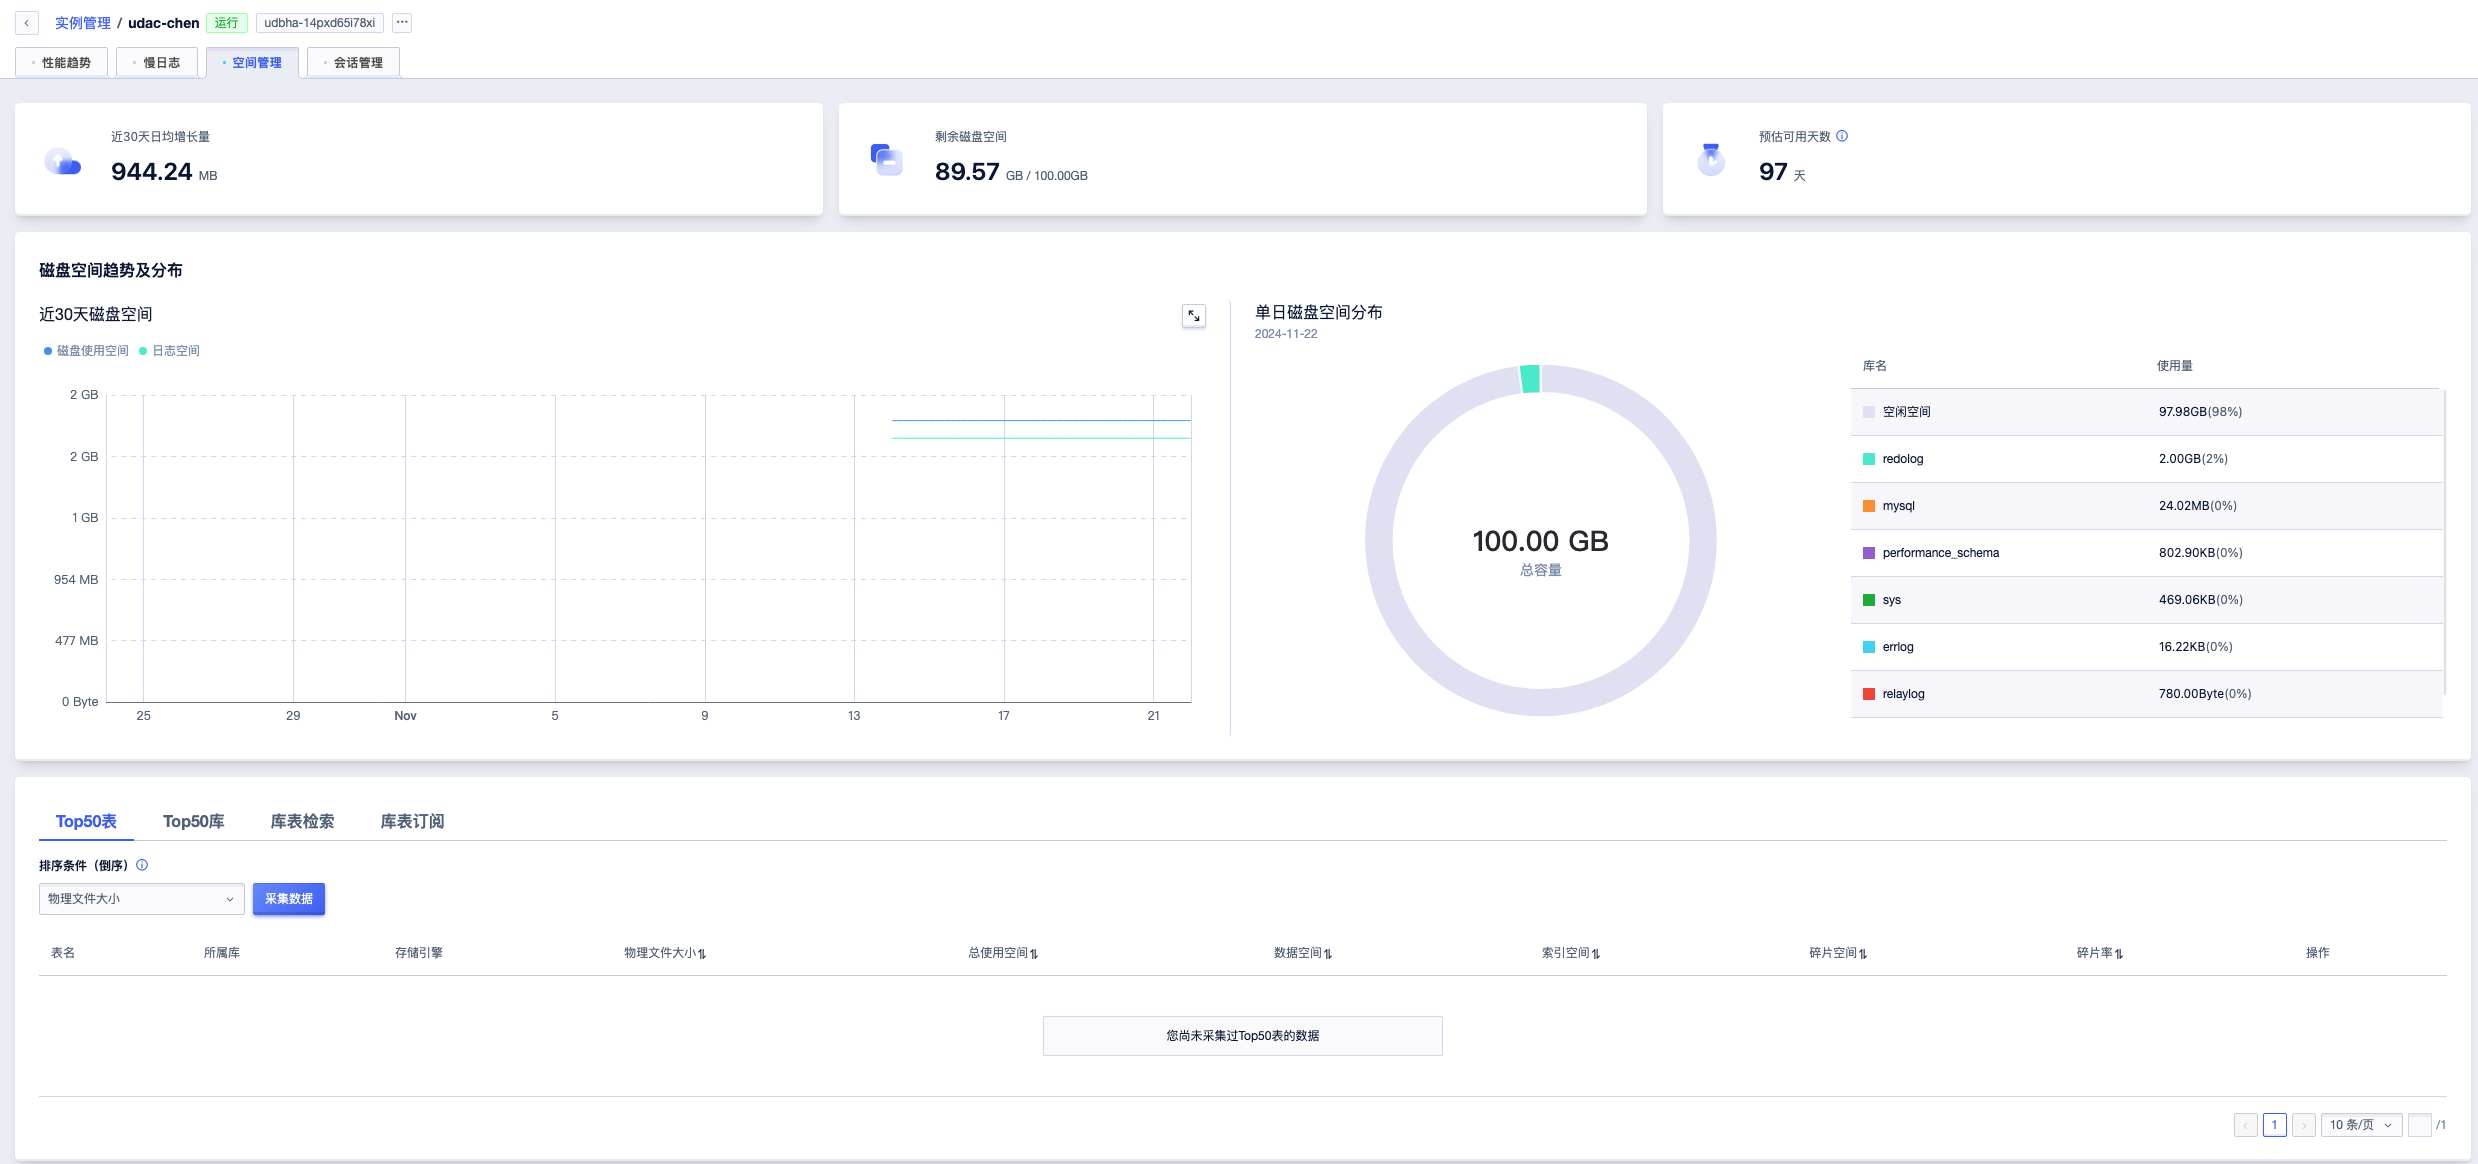 实例管理 / udac-chen 运行 udbha-14pxd65i78xi ···
性能趋势 慢日志 空间管理 会话管理
近30天日均增长量
944.24 MB
剩余磁盘空间
89.57 GB / 100.00GB
预估可用天数
97 天
磁盘空间趋势及分布
近30天磁盘空间
磁盘使用空间 日志空间
2 GB
2 GB
1 GB
954 MB
477 MB
0 Byte
25 29 Nov 5 9 13 17 21
单日磁盘空间分布
2024-11-22
100.00 GB
总容量
库名 使用量
空闲空间 97.98GB(98%)
redolog 2.00GB(2%)
mysql 24.02MB(0%)
performance_schema 802.90KB(0%)
sys 469.06KB(0%)
errlog 16.22KB(0%)
relaylog 780.00Byte(0%)
Top50表 Top50库 库表检索 库表订阅
排序条件（倒序）
物理文件大小 采集数据
表名 所属库 存储引擎 物理文件大小 总使用空间 数据空间 索引空间 碎片空间 碎片率 操作
您尚未采集过Top50表的数据
1 10 条/页 /1